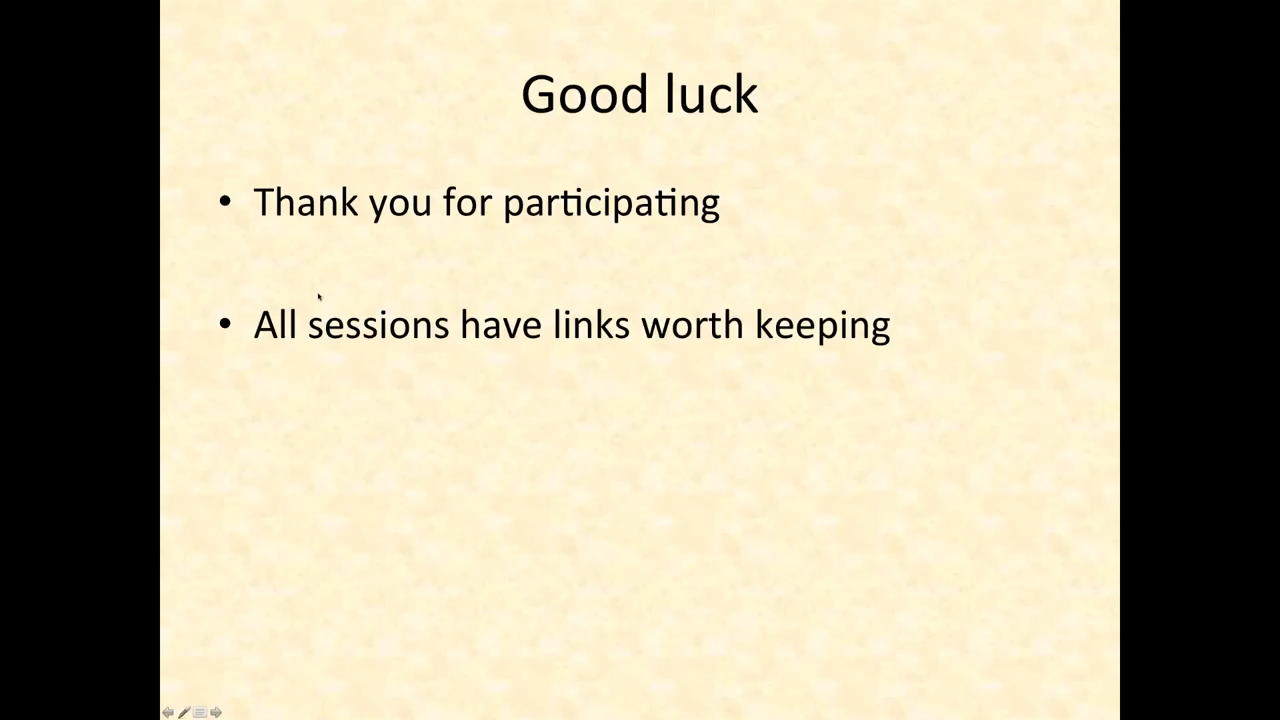 Good luck
• Thank you for participating
• All sessions have links worth keeping